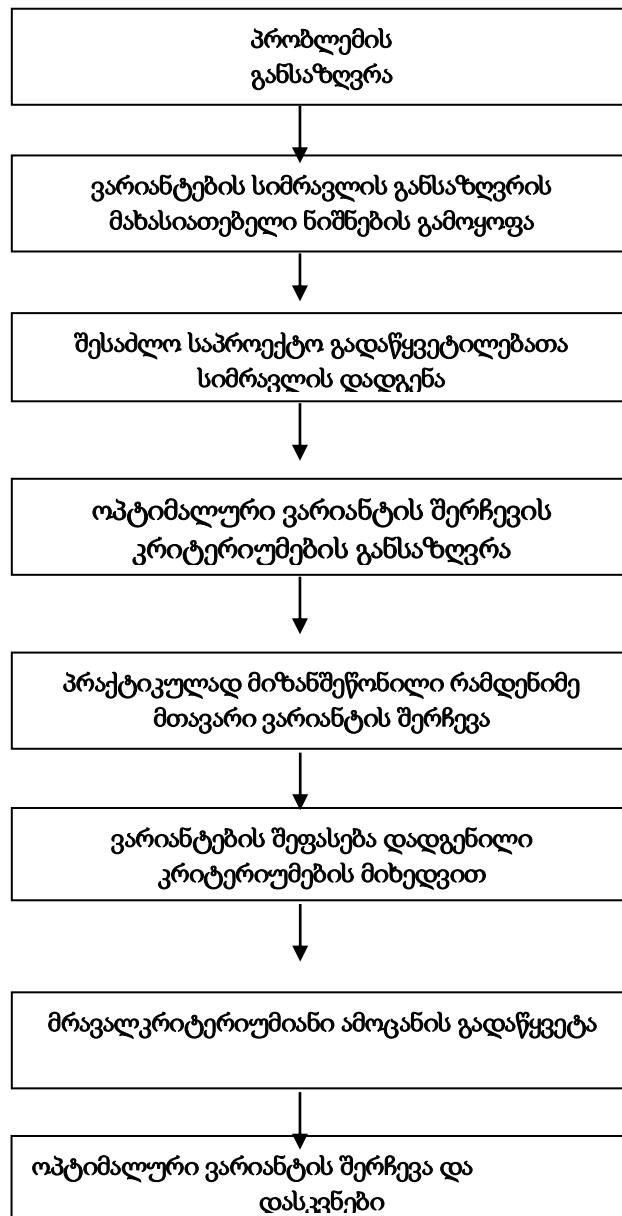 პრობლემის
განსაზღვრა
ვარიანტების სიმრავლის განსაზღვრის
მახასიათებელი ნიშნების გამოყოფა
შესაძლო საპროექტო გადაწყვეტილებათა
სიმრავლის დადგენა
ოპტიმალური ვარიანტის შერჩევის
კრიტერიუმების განსაზღვრა
პრაქტიკულად მიზანშეწონილი რამდენიმე
მთავარი ვარიანტის შერჩევა
ვარიანტების შეფასება დადგენილი
კრიტერიუმების მიხედვით
მრავალკრიტერიუმიანი ამოცანის გადაწყვეტა
ოპტიმალური ვარიანტის შერჩევა და
დასკვნები